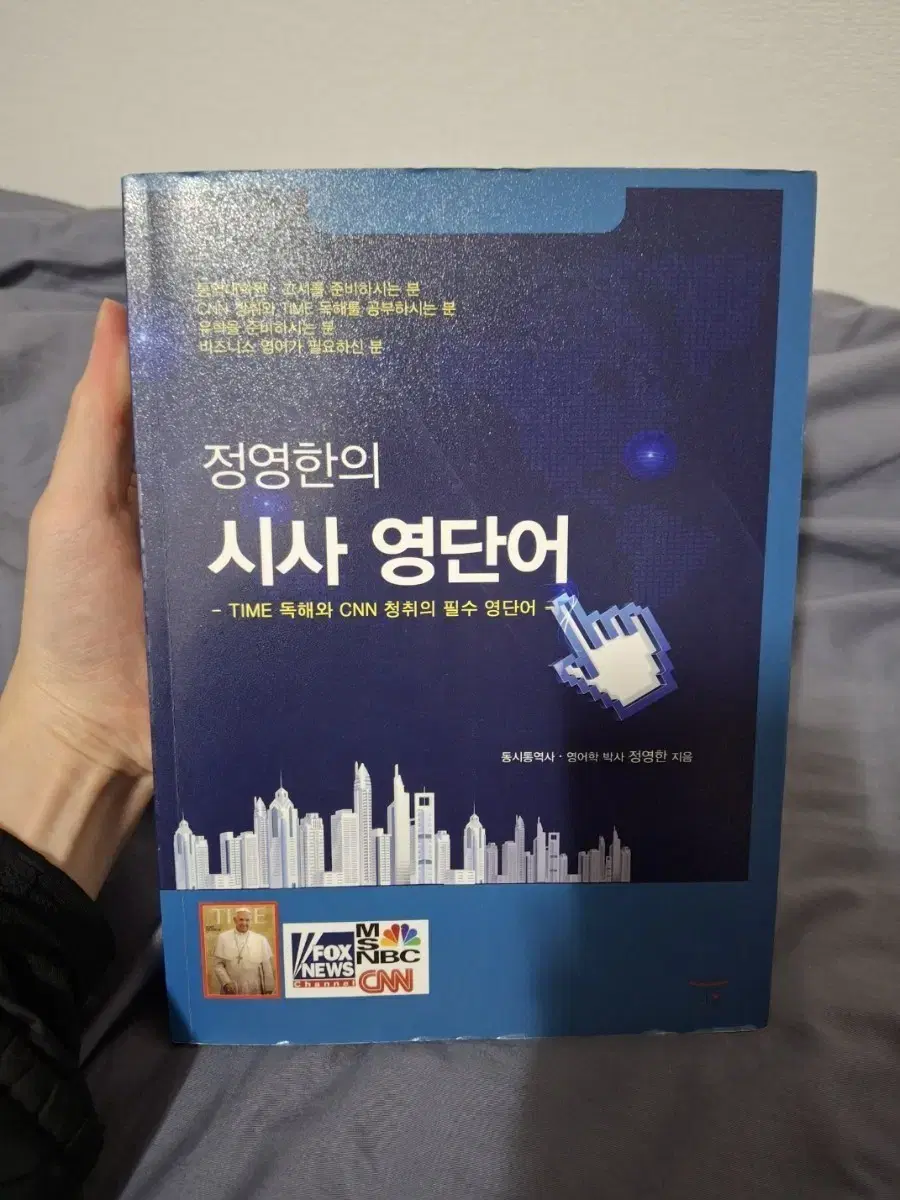 통역대학원 · 고시를 준비하시는 분
CNN 청취와 TIME 독해를 공부하시는 분
유학을 준비하시는 분
비즈니스 영어가 필요하신 분
정영한의
시사 영단어
- TIME 독해와 CNN 청취의 필수 영단어 -
동시통역사 · 영어학 박사 정영한 지음
TIME
FOX
NEWS
Channel
MSNBC
CNN